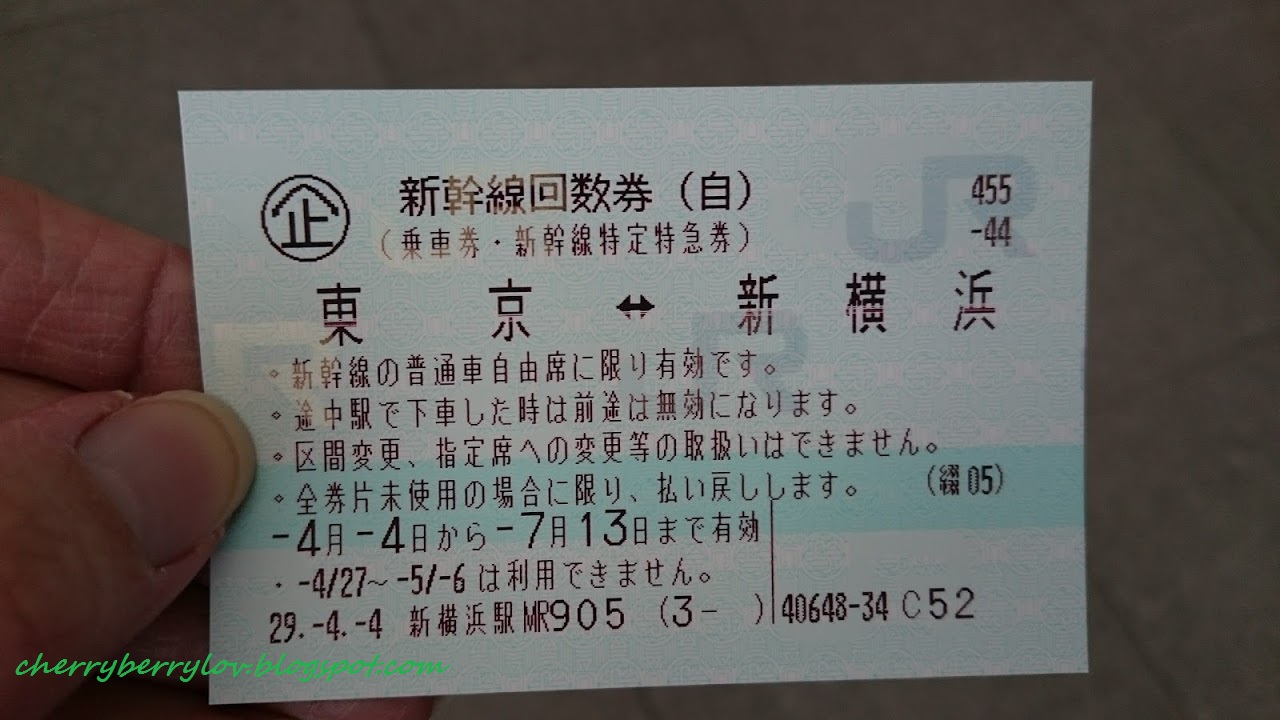 企 新幹線回数券（自） 455
（乗車券・新幹線特定特急券） -44
JR
東 京 ↔ 新 横 浜
・新幹線の普通車自由席に限り有効です。
・途中駅で下車した時は前途は無効になります。
・区間変更、指定席への変更等の取扱いはできません。
・全券片未使用の場合に限り、払い戻しします。 （綴05）
-4月-4日から-7月13日まで有効
・-4/27～-5/-6は利用できません。
29.-4.-4 新横浜駅MR905 （3- ） 40648-34 C52
cherryberrylov.blogspot.com